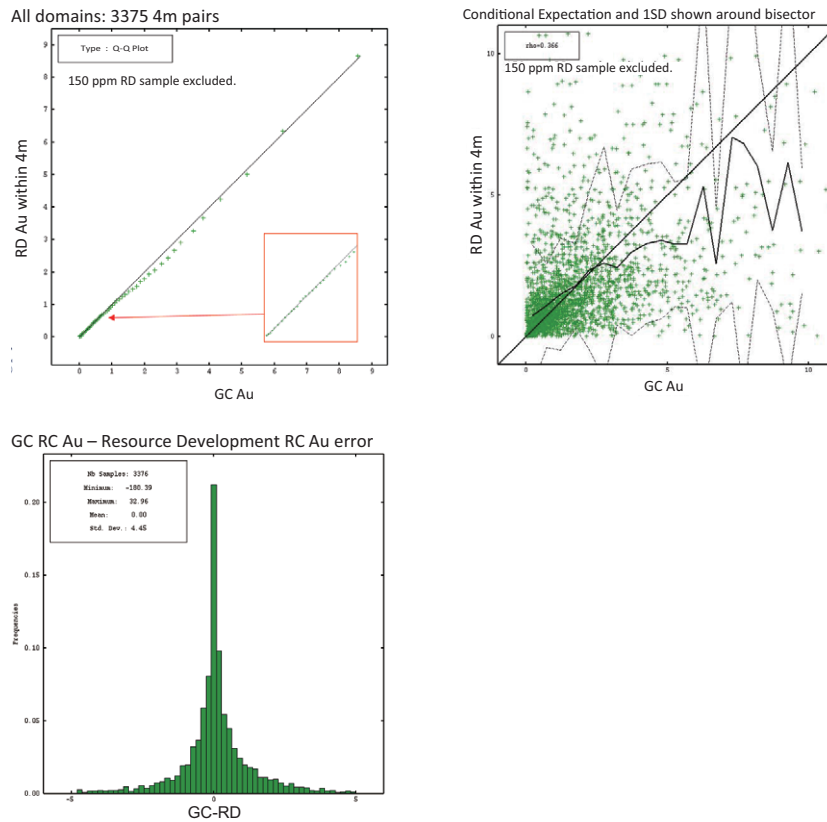 All domains: 3375 4m pairs
Type : Q-Q Plot
150 ppm RD sample excluded.
9
8
7
6
5
4
3
2
1
0
RD Au within 4m
0 1 2 3 4 5 6 7 8 9
GC Au
Conditional Expectation and 1SD shown around bisector
rho=0.366
150 ppm RD sample excluded.
10
5
0
RD Au within 4m
0 5 10
GC Au
GC RC Au – Resource Development RC Au error
Nb Samples: 3376
Minimum: -180.39
Maximum: 32.96
Mean: 0.00
Std. Dev.: 4.45
0.20
0.15
0.10
0.05
0.00
Frequencies
-5 0 5
GC-RD